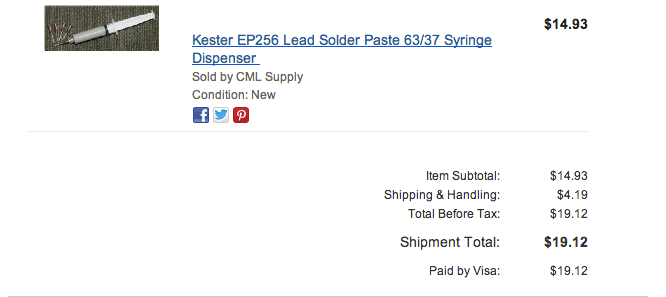 $14.93
Kester EP256 Lead Solder Paste 63/37 Syringe
Dispenser
Sold by CML Supply
Condition: New
Item Subtotal: $14.93
Shipping & Handling: $4.19
Total Before Tax: $19.12
Shipment Total: $19.12
Paid by Visa: $19.12